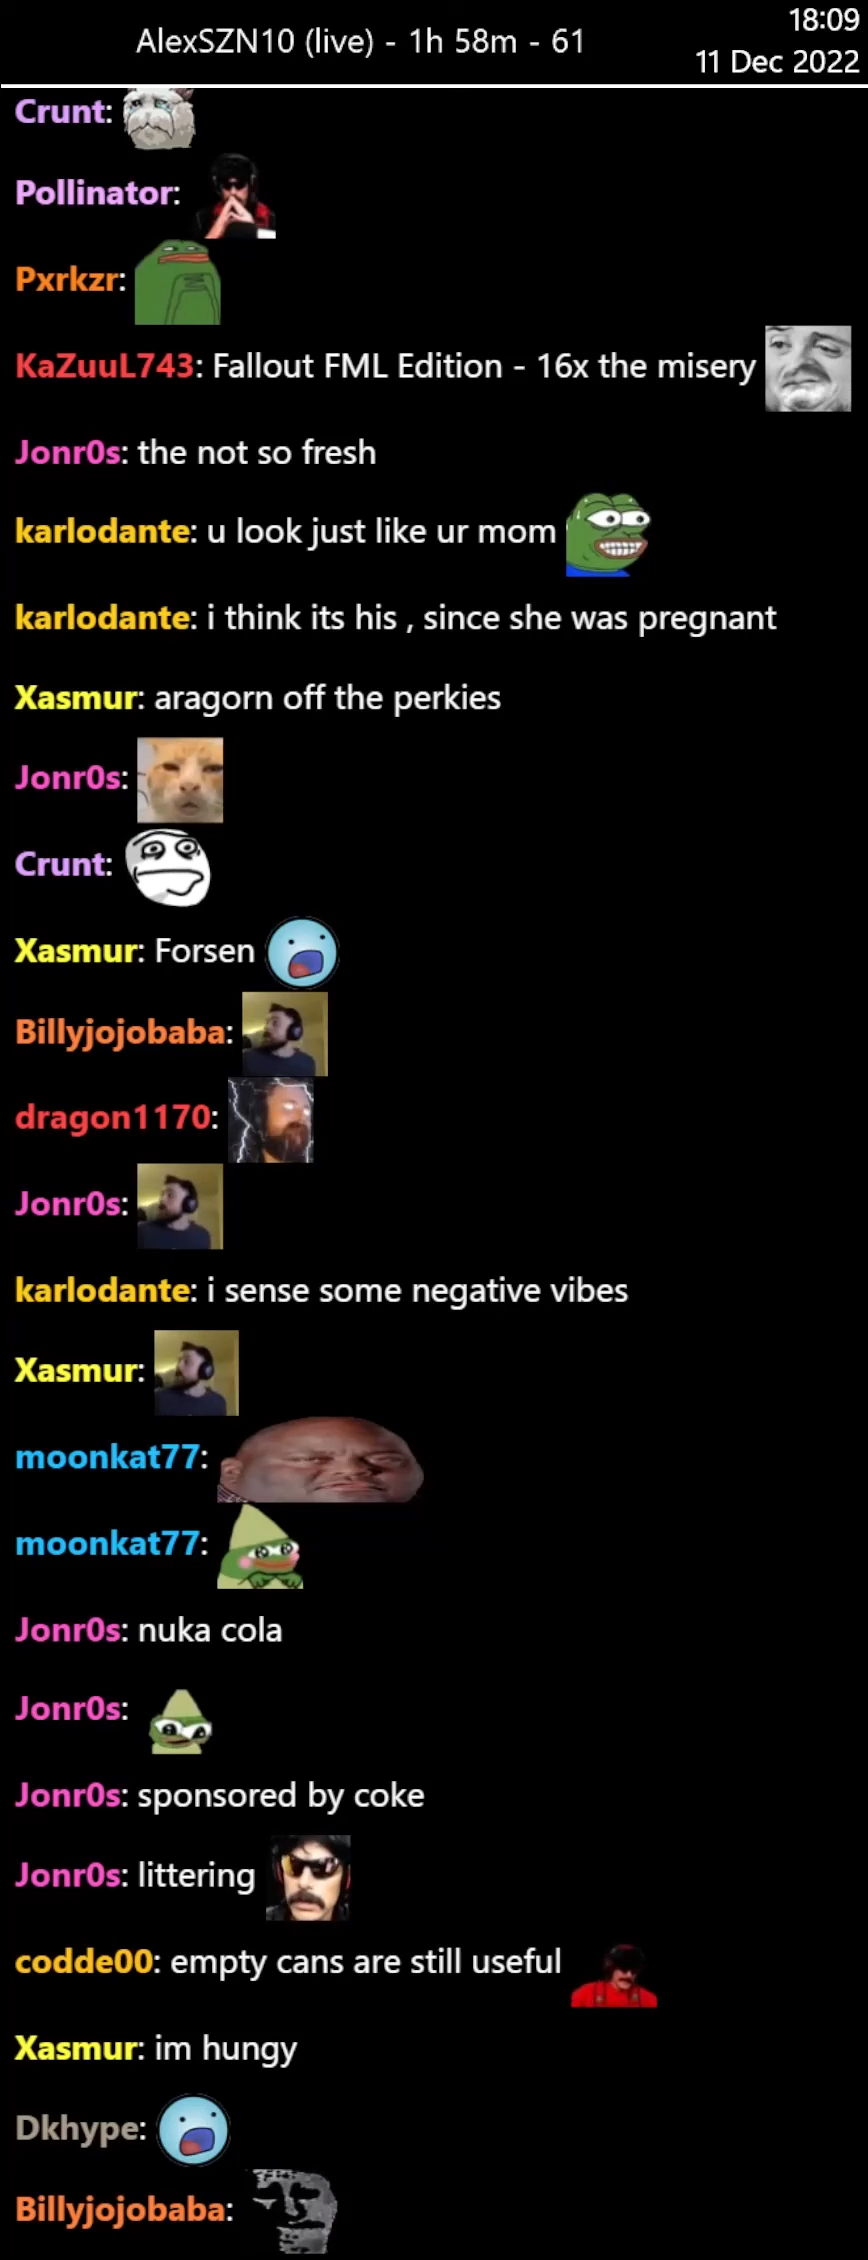 AlexSZN10 (live) - 1h 58m - 61
18:09
11 Dec 2022
Crunt:
Pollinator:
Pxrkzr:
KaZuuL743: Fallout FML Edition - 16x the misery
Jonr0s: the not so fresh
karlodante: u look just like ur mom
karlodante: i think its his , since she was pregnant
Xasmur: aragorn off the perkies
Jonr0s:
Crunt:
Xasmur: Forsen
Billyjojobaba:
dragon1170:
Jonr0s:
karlodante: i sense some negative vibes
Xasmur:
moonkat77:
moonkat77:
Jonr0s: nuka cola
Jonr0s:
Jonr0s: sponsored by coke
Jonr0s: littering
codde00: empty cans are still useful
Xasmur: im hungy
Dkhype:
Billyjojobaba: